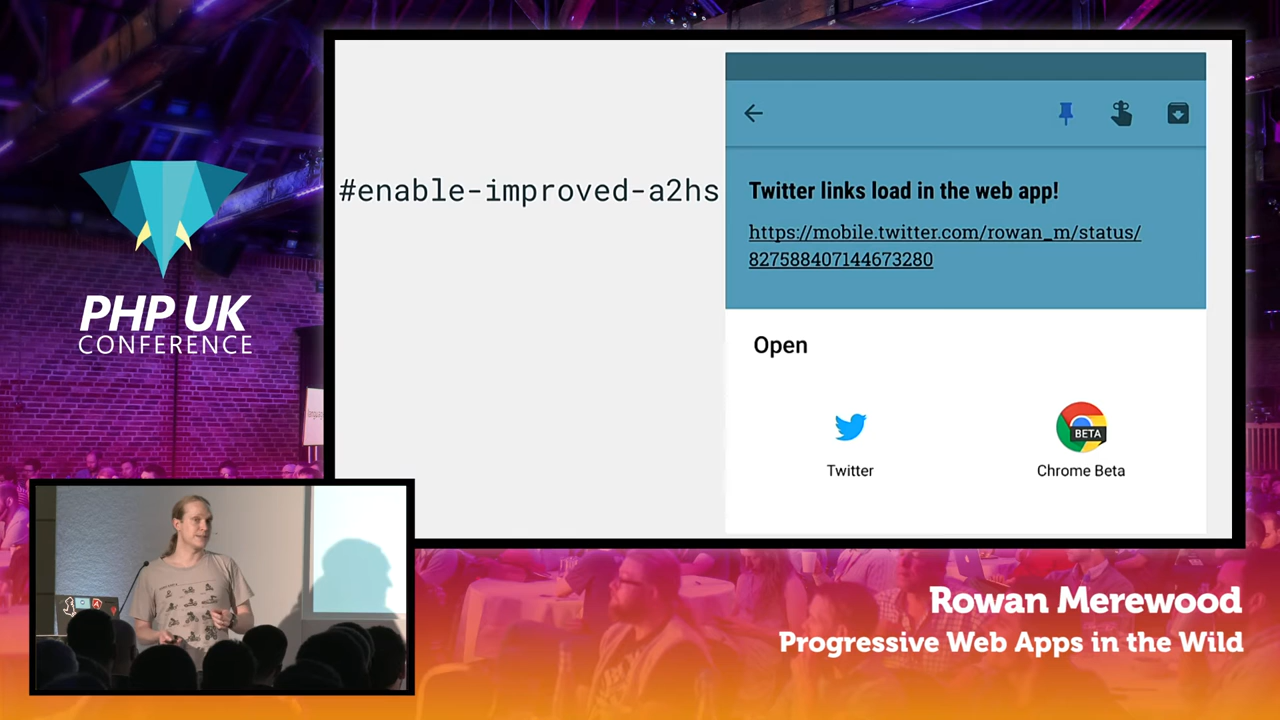 #enable-improved-a2hs
Twitter links load in the web app!
https://mobile.twitter.com/rowan_m/status/
827588407144673280
Open
BETA
Twitter
Chrome Beta
PHP UK
CONFERENCE
Rowan Merewood
Progressive Web Apps in the Wild